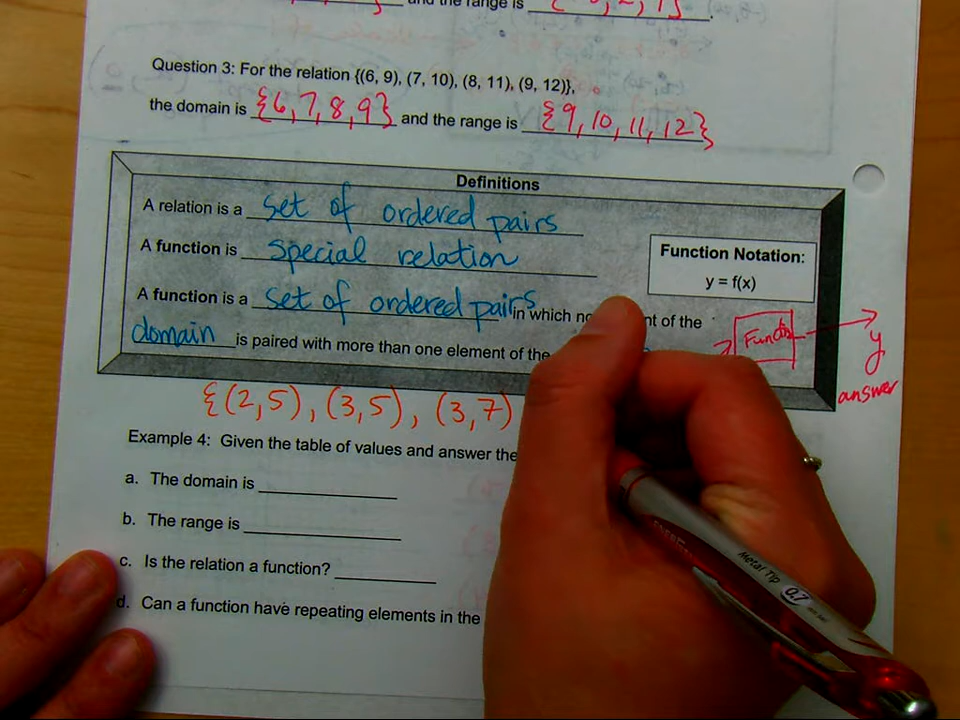 and the range is
Question 3: For the relation {(6, 9), (7, 10), (8, 11), (9, 12)},
the domain is {6,7,8,9} and the range is {9,10,11,12}
Definitions
A relation is a set of ordered pairs
A function is special relation
Function Notation:
y = f(x)
A function is a set of ordered pairs in which no nt of the
domain is paired with more than one element of the
Function
y
answer
{(2,5), (3,5), (3,7)
Example 4: Given the table of values and answer the
a. The domain is
b. The range is
c. Is the relation a function?
d. Can a function have repeating elements in the
Metal Tip
0.7